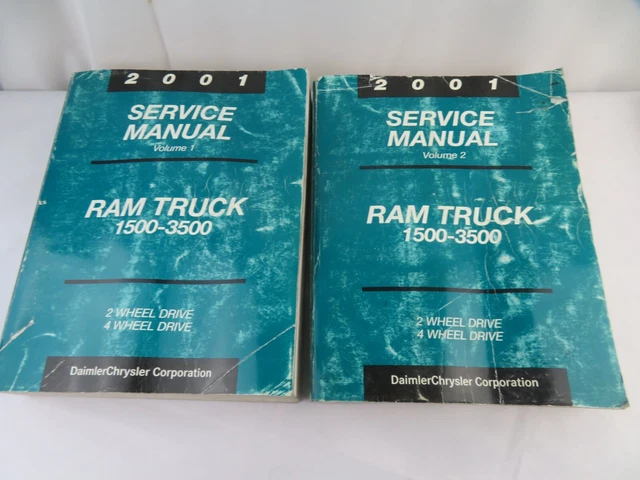 2001
SERVICE
MANUAL
Volume 1
RAM TRUCK
1500-3500
2 WHEEL DRIVE
4 WHEEL DRIVE
DaimlerChrysler Corporation
2001
SERVICE
MANUAL
Volume 2
RAM TRUCK
1500-3500
2 WHEEL DRIVE
4 WHEEL DRIVE
DaimlerChrysler Corporation